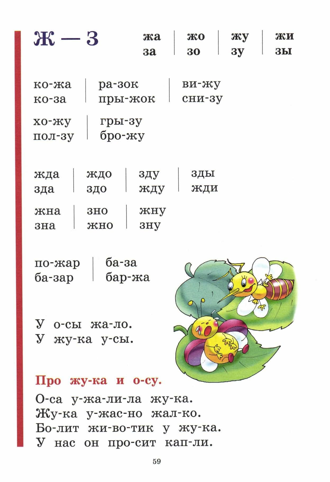 Ж — З
жа жо жу жи
за зо зу зы
ко-жа ра-зок ви-жу
ко-за пры-жок сни-зу
хо-жу гры-зу
пол-зу бро-жу
жда ждо зду зды
зда здо жду жди
жна зно жну
зна жно зну
по-жар ба-за
ба-зар бар-жа
У о-сы жа-ло.
У жу-ка у-сы.
Про жу-ка и о-су.
О-са у-жа-ли-ла жу-ка.
Жу-ка у-жас-но жал-ко.
Бо-лит жи-во-тик у жу-ка.
У нас он про-сит кап-ли.
59